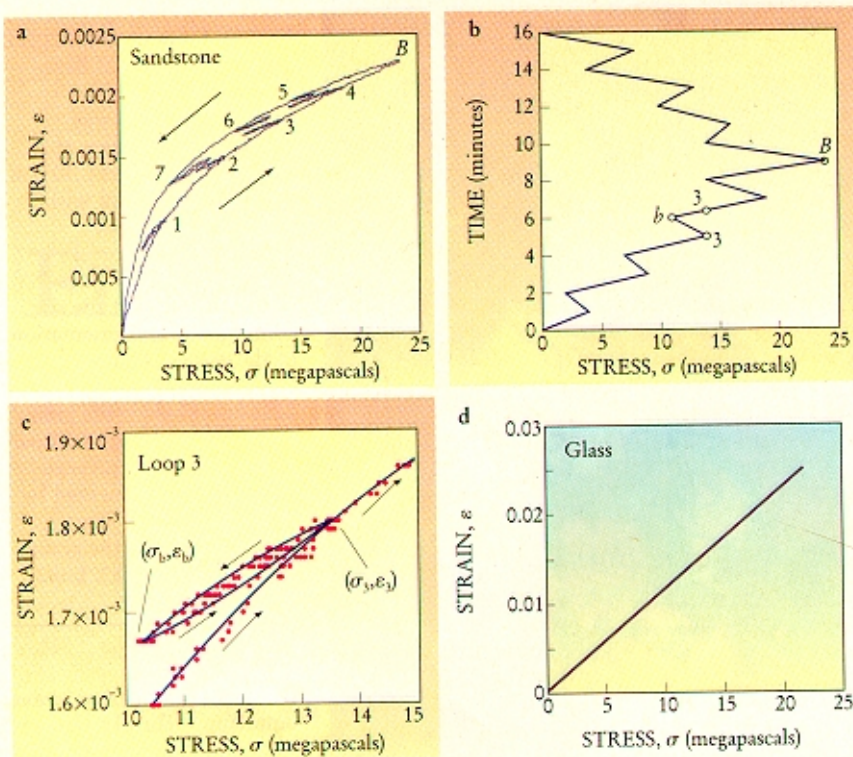 a
Sandstone
B
0.0025
0.002
0.0015
0.001
0.005
0
STRAIN, ε
1
2
3
4
5
6
7
0 5 10 15 20 25
STRESS, σ (megapascals)
b
16
14
12
10
8
6
4
2
0
TIME (minutes)
B
3
b
3
0 5 10 15 20 25
STRESS, σ (megapascals)
c
Loop 3
1.9×10⁻³
1.8×10⁻³
1.7×10⁻³
1.6×10⁻³
STRAIN, ε
(σb,εb)
(σ3,ε3)
10 11 12 13 14 15
STRESS, σ (megapascals)
d
Glass
0.03
0.02
0.01
0
STRAIN, ε
0 5 10 15 20 25
STRESS, σ (megapascals)